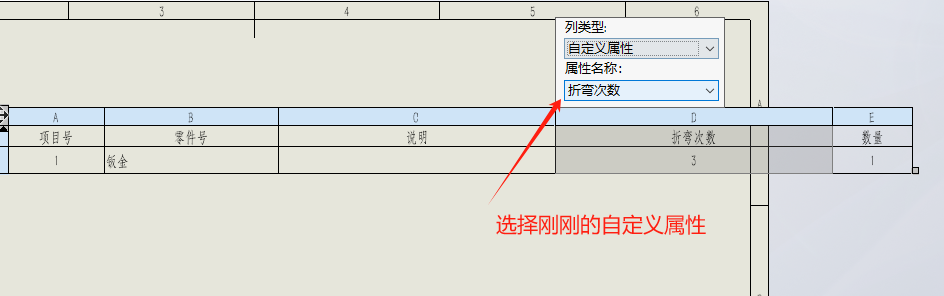 3 4 5 6
列类型:
自定义属性
属性名称:
折弯次数
A
A B C D E
项目号 零件号 说明 折弯次数 数量
1 钣金 3 1
选择刚刚的自定义属性